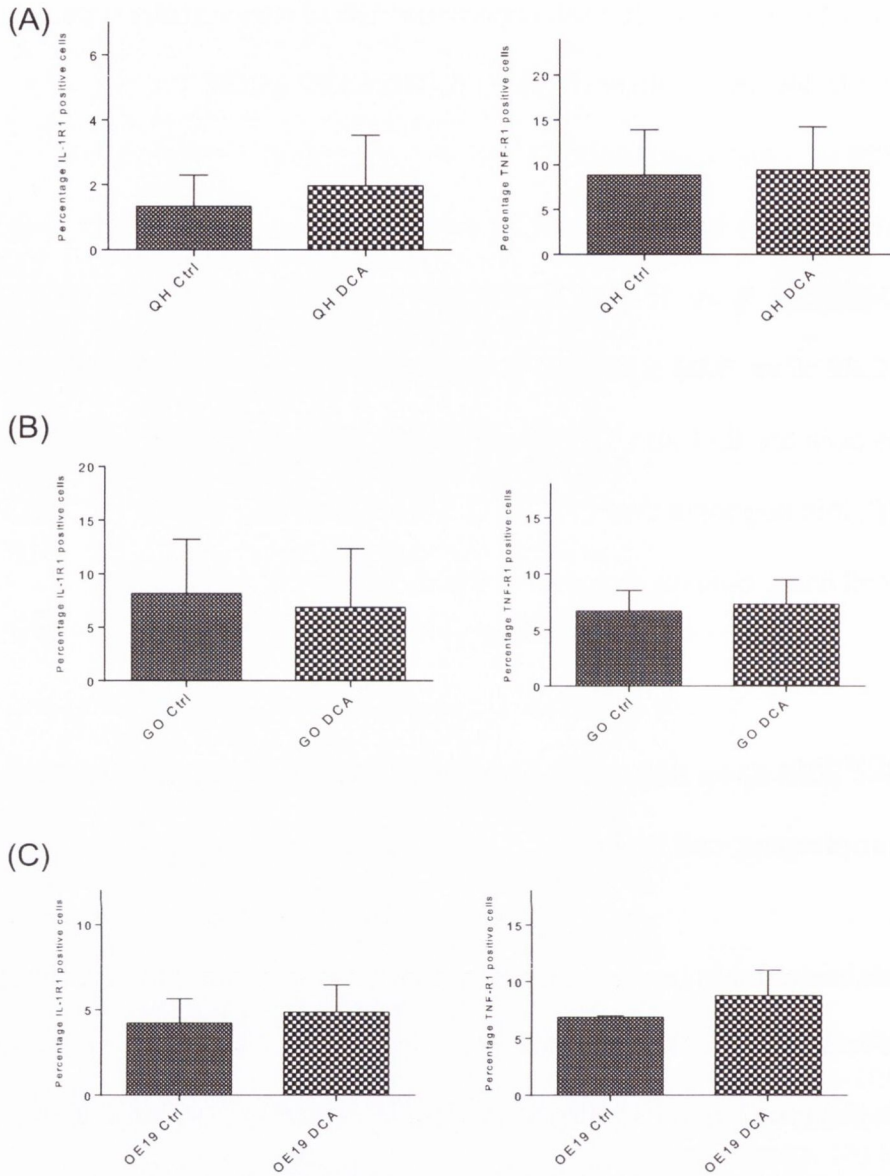 (A)
Percentage IL-1R1 positive cells
6
4
2
0
QH Ctrl
QH DCA
Percentage TNF-R1 positive cells
20
15
10
5
0
QH Ctrl
QH DCA
(B)
Percentage IL-1R1 positive cells
20
15
10
5
0
GO Ctrl
GO DCA
Percentage TNF-R1 positive cells
15
10
5
0
GO Ctrl
GO DCA
(C)
Percentage IL-1R1 positive cells
10
5
0
OE19 Ctrl
OE19 DCA
Percentage TNF-R1 positive cells
15
10
5
0
OE19 Ctrl
OE19 DCA